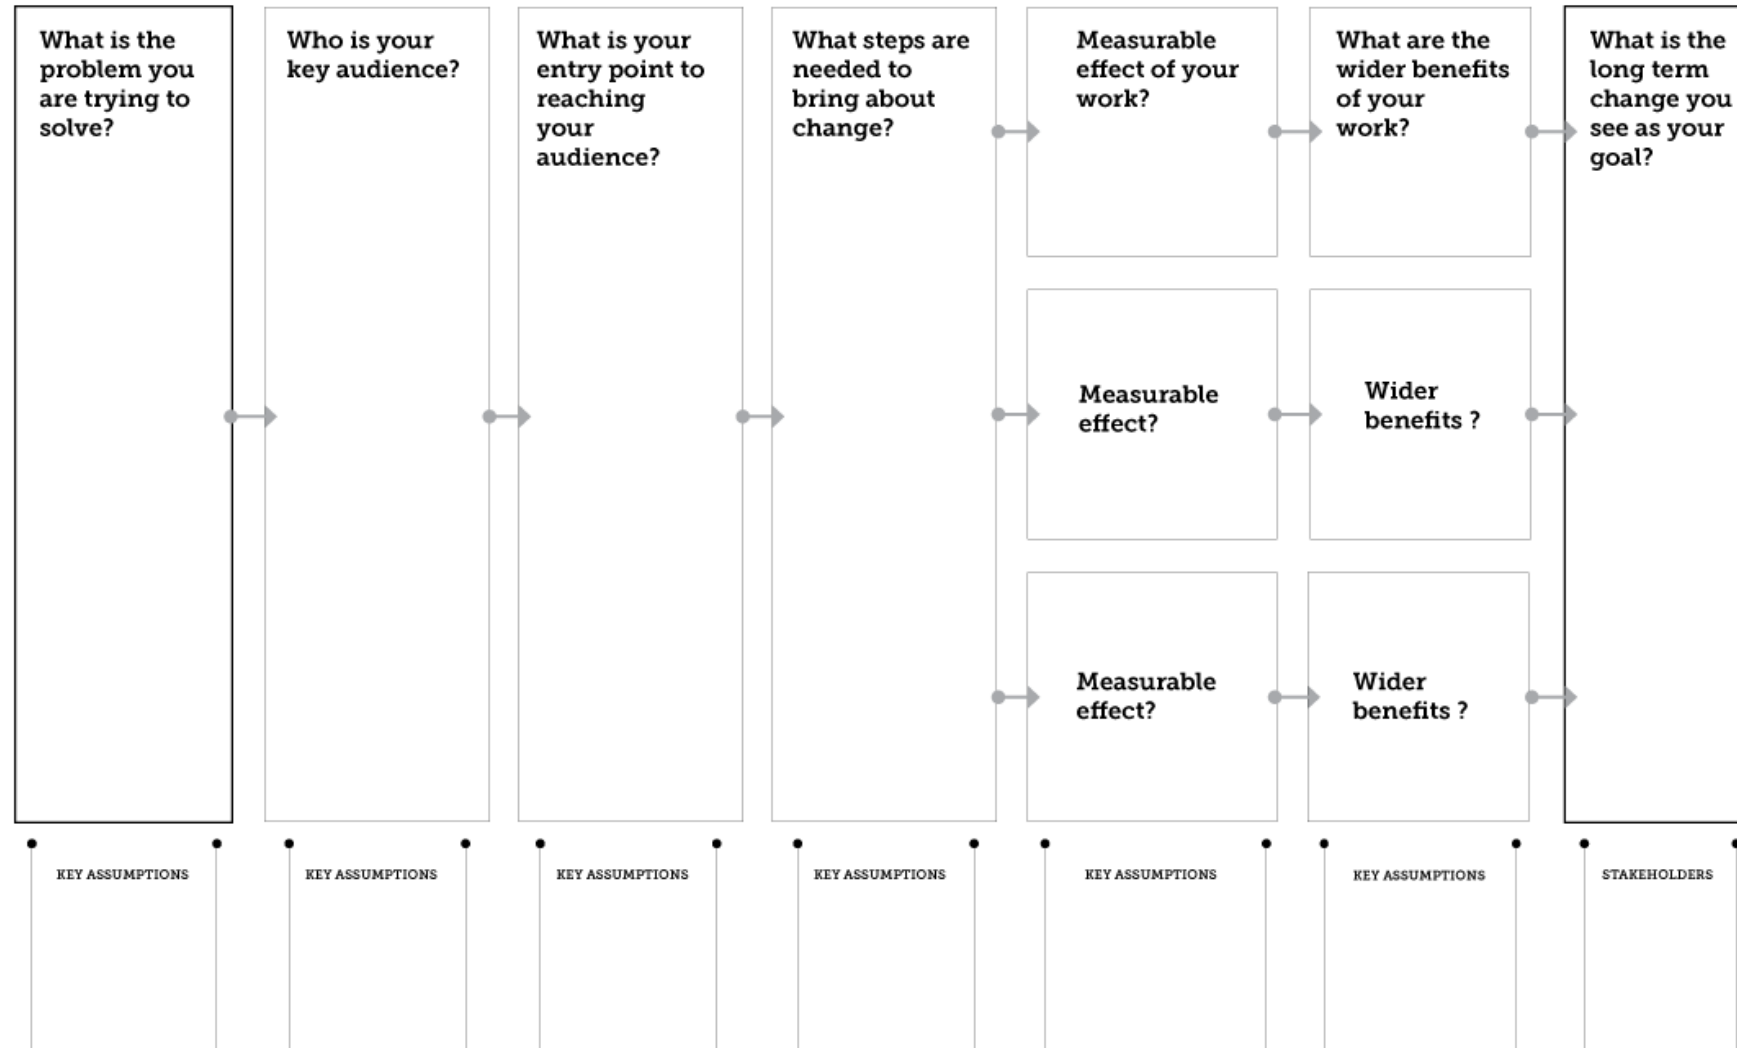 What is the
problem you
are trying to
solve?
Who is your
key audience?
What is your
entry point to
reaching
your
audience?
What steps are
needed to
bring about
change?
Measurable
effect of your
work?
What are the
wider benefits
of your
work?
What is the
long term
change you
see as your
goal?
Measurable
effect?
Wider
benefits ?
Measurable
effect?
Wider
benefits ?
KEY ASSUMPTIONS
KEY ASSUMPTIONS
KEY ASSUMPTIONS
KEY ASSUMPTIONS
KEY ASSUMPTIONS
KEY ASSUMPTIONS
STAKEHOLDERS